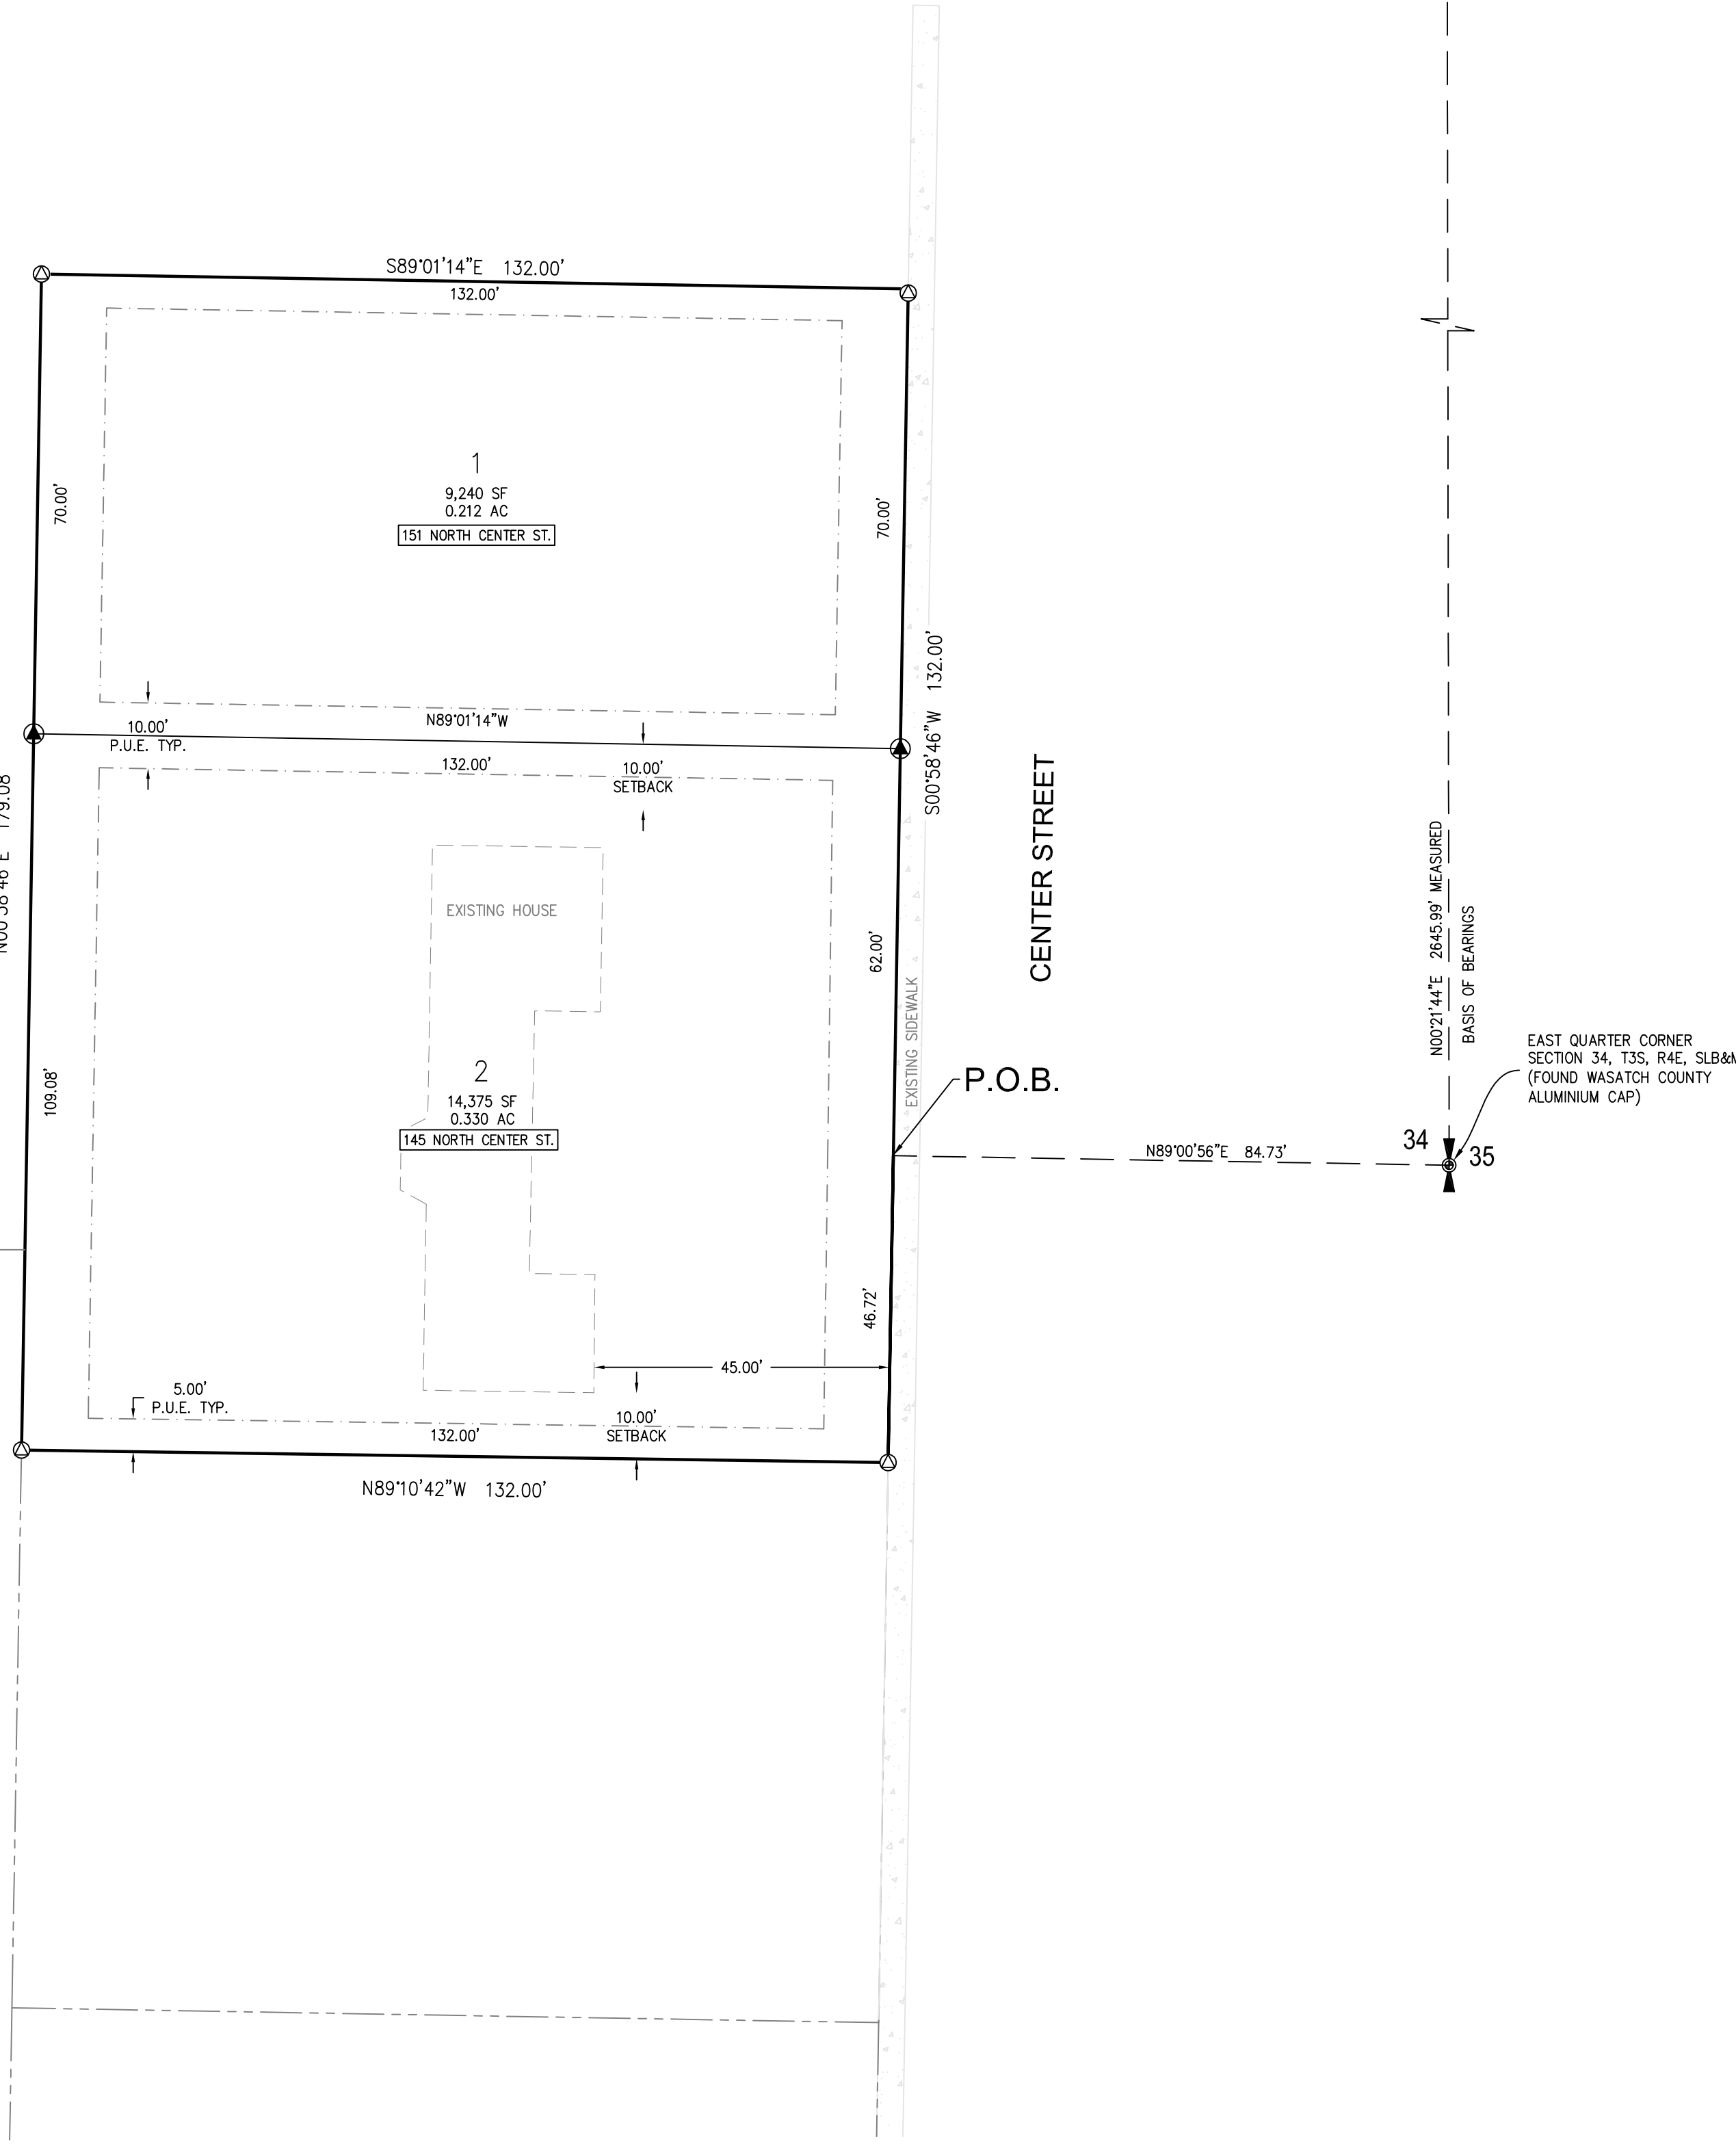 S89°01'14"E 132.00'
132.00'
1
9,240 SF
0.212 AC
151 NORTH CENTER ST.
70.00'
70.00'
S00°58'46"W 132.00'
10.00'
P.U.E. TYP.
N89°01'14"W
132.00'
10.00'
SETBACK
N00°58'46"E 179.08'
CENTER STREET
EXISTING HOUSE
62.00'
EXISTING SIDEWALK
N00°21'44"E 2645.99' MEASURED
BASIS OF BEARINGS
EAST QUARTER CORNER
SECTION 34, T3S, R4E, SLB&M
(FOUND WASATCH COUNTY
ALUMINIUM CAP)
P.O.B.
109.08'
2
14,375 SF
0.330 AC
145 NORTH CENTER ST.
N89°00'56"E 84.73'
34
35
46.72'
45.00'
5.00'
P.U.E. TYP.
10.00'
SETBACK
132.00'
N89°10'42"W 132.00'